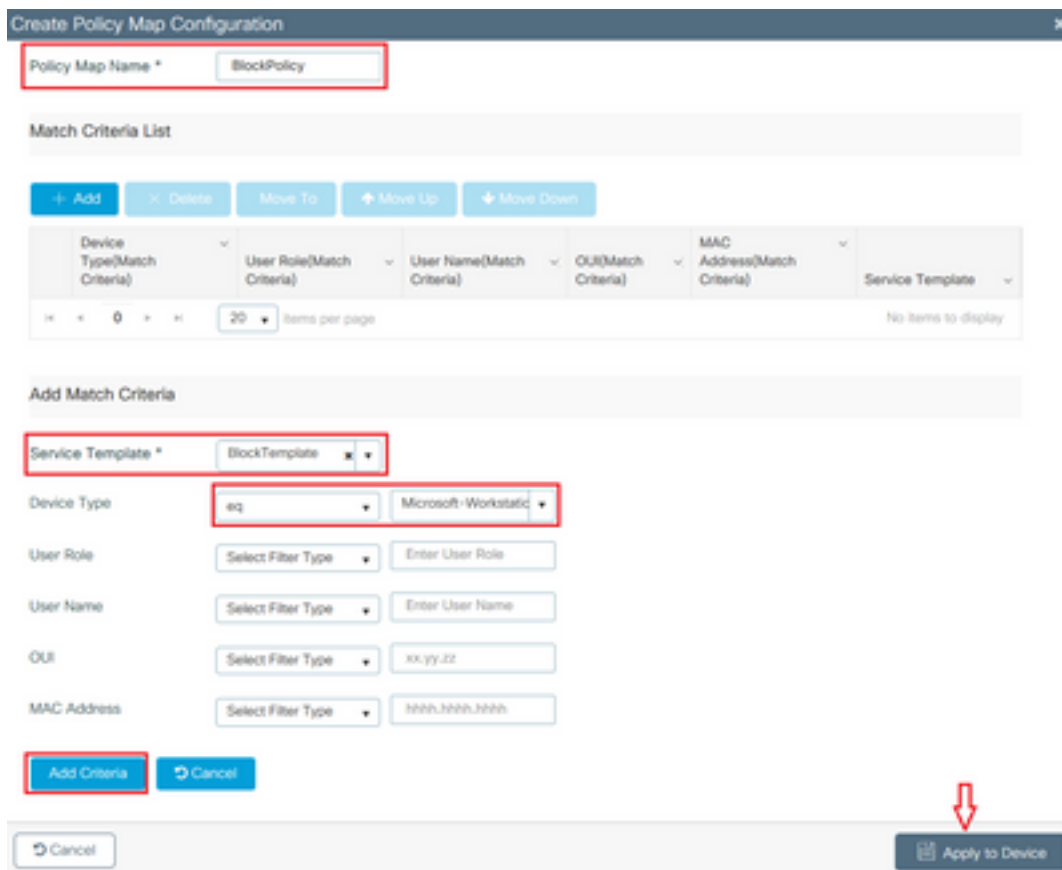 Create Policy Map Configuration
Policy Map Name * BlockPolicy
Match Criteria List
+ Add × Delete Move To Move Up Move Down
Device Type(Match Criteria) User Role(Match Criteria) User Name(Match Criteria) OUI(Match Criteria) MAC Address(Match Criteria) Service Template
0 20 items per page No items to display
Add Match Criteria
Service Template * BlockTemplate
Device Type eq Microsoft-Workstatic
User Role Select Filter Type Enter User Role
User Name Select Filter Type Enter User Name
OUI Select Filter Type xx.yy.zz
MAC Address Select Filter Type hhhh.hhhh.hhhh
Add Criteria Cancel
Cancel Apply to Device